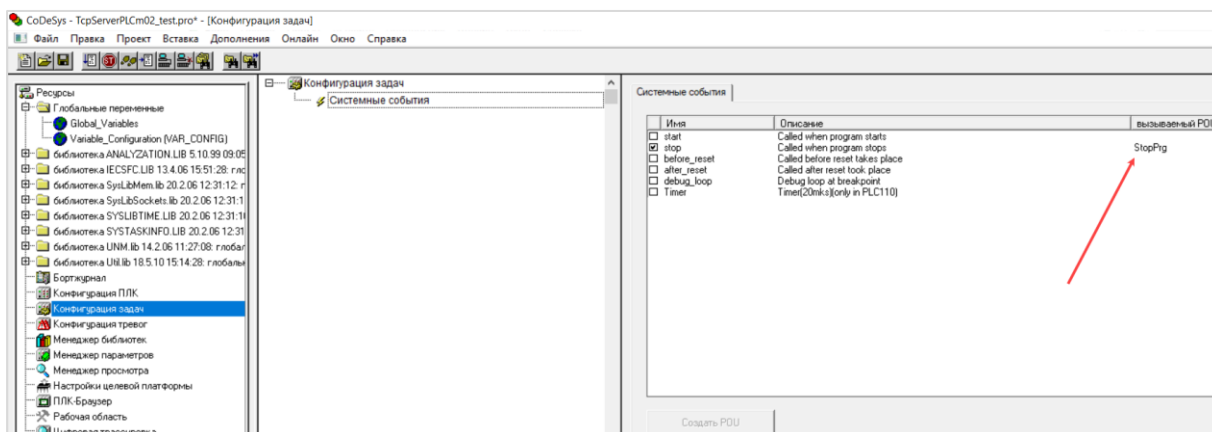 CoDeSys - TcpServerPLCm02_test.pro* - [Конфигурация задач]
Файл Правка Проект Вставка Дополнения Онлайн Окно Справка
Ресурсы
Глобальные переменные
Global_Variables
Variable_Configuration (VAR_CONFIG)
библиотека ANALYZATION.LIB 5.10.99 09:05
библиотека IECSFC.LIB 13.4.06 15:51:28: гло
библиотека SysLibMem.lib 20.2.06 12:31:12: г
библиотека SysLibSockets.lib 20.2.06 12:31:1
библиотека SYSLIBTIME.LIB 20.2.06 12:31:1
библиотека SYSTASKINFO.LIB 20.2.06 12:31
библиотека UNM.lib 14.2.06 11:27:08: глобал
библиотека Util.lib 18.5.10 15:14:28: глобаль
Бортжурнал
Конфигурация ПЛК
Конфигурация задач
Конфигурация тревог
Менеджер библиотек
Менеджер параметров
Менеджер просмотра
Настройки целевой платформы
ПЛК-Браузер
Рабочая область
Цифровая трассировка
Конфигурация задач
Системные события
Системные события
Имя Описание вызываемый POU
start Called when program starts
stop Called when program stops StopPrg
before_reset Called before reset takes place
after_reset Called after reset took place
debug_loop Debug loop at breakpoint
Timer Timer(20mks)(only in PLC110)
Создать POU